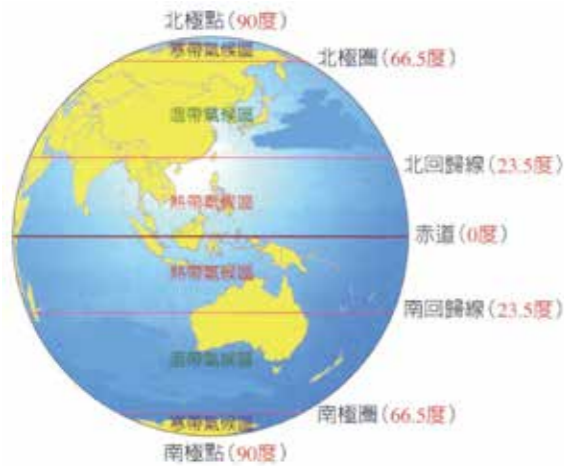 北極點(90度)
寒帶氣候區
北極圈(66.5度)
溫帶氣候區
北回歸線(23.5度)
熱帶氣候區
赤道(0度)
熱帶氣候區
南回歸線(23.5度)
溫帶氣候區
南極圈(66.5度)
寒帶氣候區
南極點(90度)